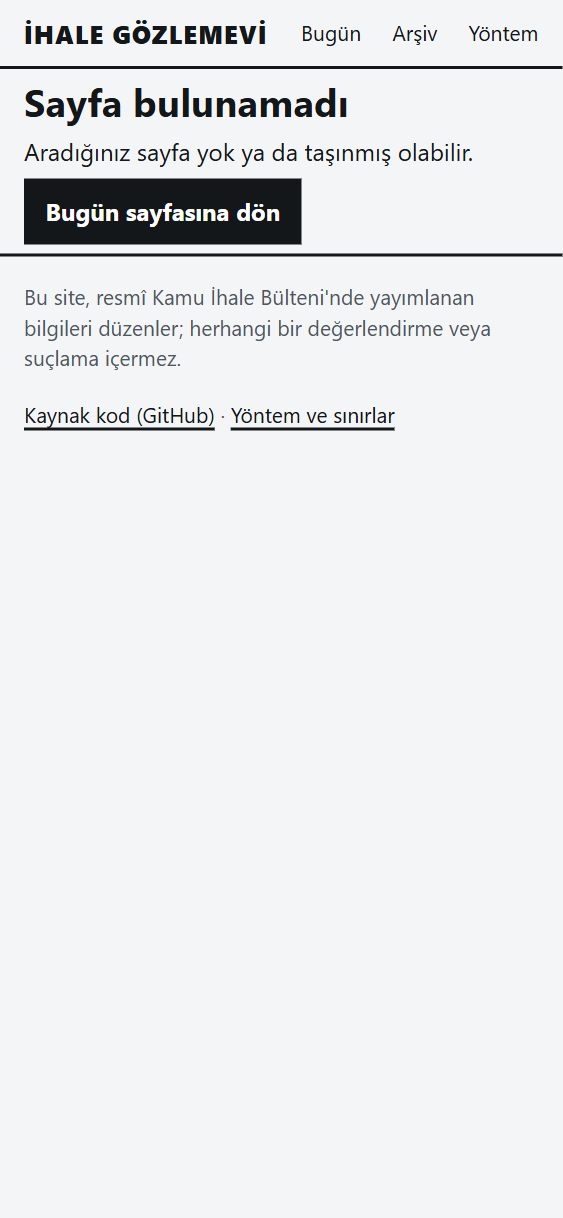 İHALE GÖZLEMEVİ Bugün Arşiv Yöntem
Sayfa bulunamadı
Aradığınız sayfa yok ya da taşınmış olabilir.
Bugün sayfasına dön
Bu site, resmî Kamu İhale Bülteni'nde yayımlanan
bilgileri düzenler; herhangi bir değerlendirme veya
suçlama içermez.
Kaynak kod (GitHub) · Yöntem ve sınırlar